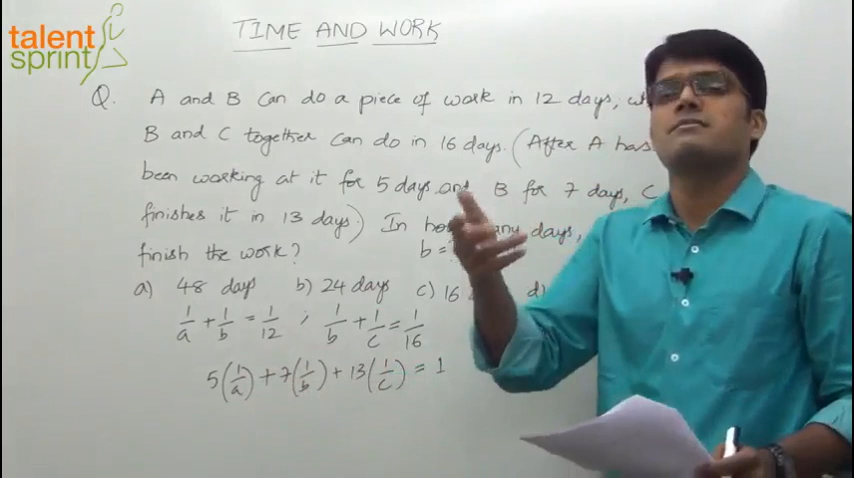 talent
sprint
TIME AND WORK
Q. A and B can do a piece of work in 12 days,
B and C together can do in 16 days. (After A has
been working at it for 5 days and B for 7 days, C
finishes it in 13 days) In days,
finish the work? b =
a) 48 days b) 24 days c) 16 d)
1/a + 1/b = 1/12 ; 1/b + 1/c = 1/16
5(1/a) + 7(1/b) + 13(1/c) = 1